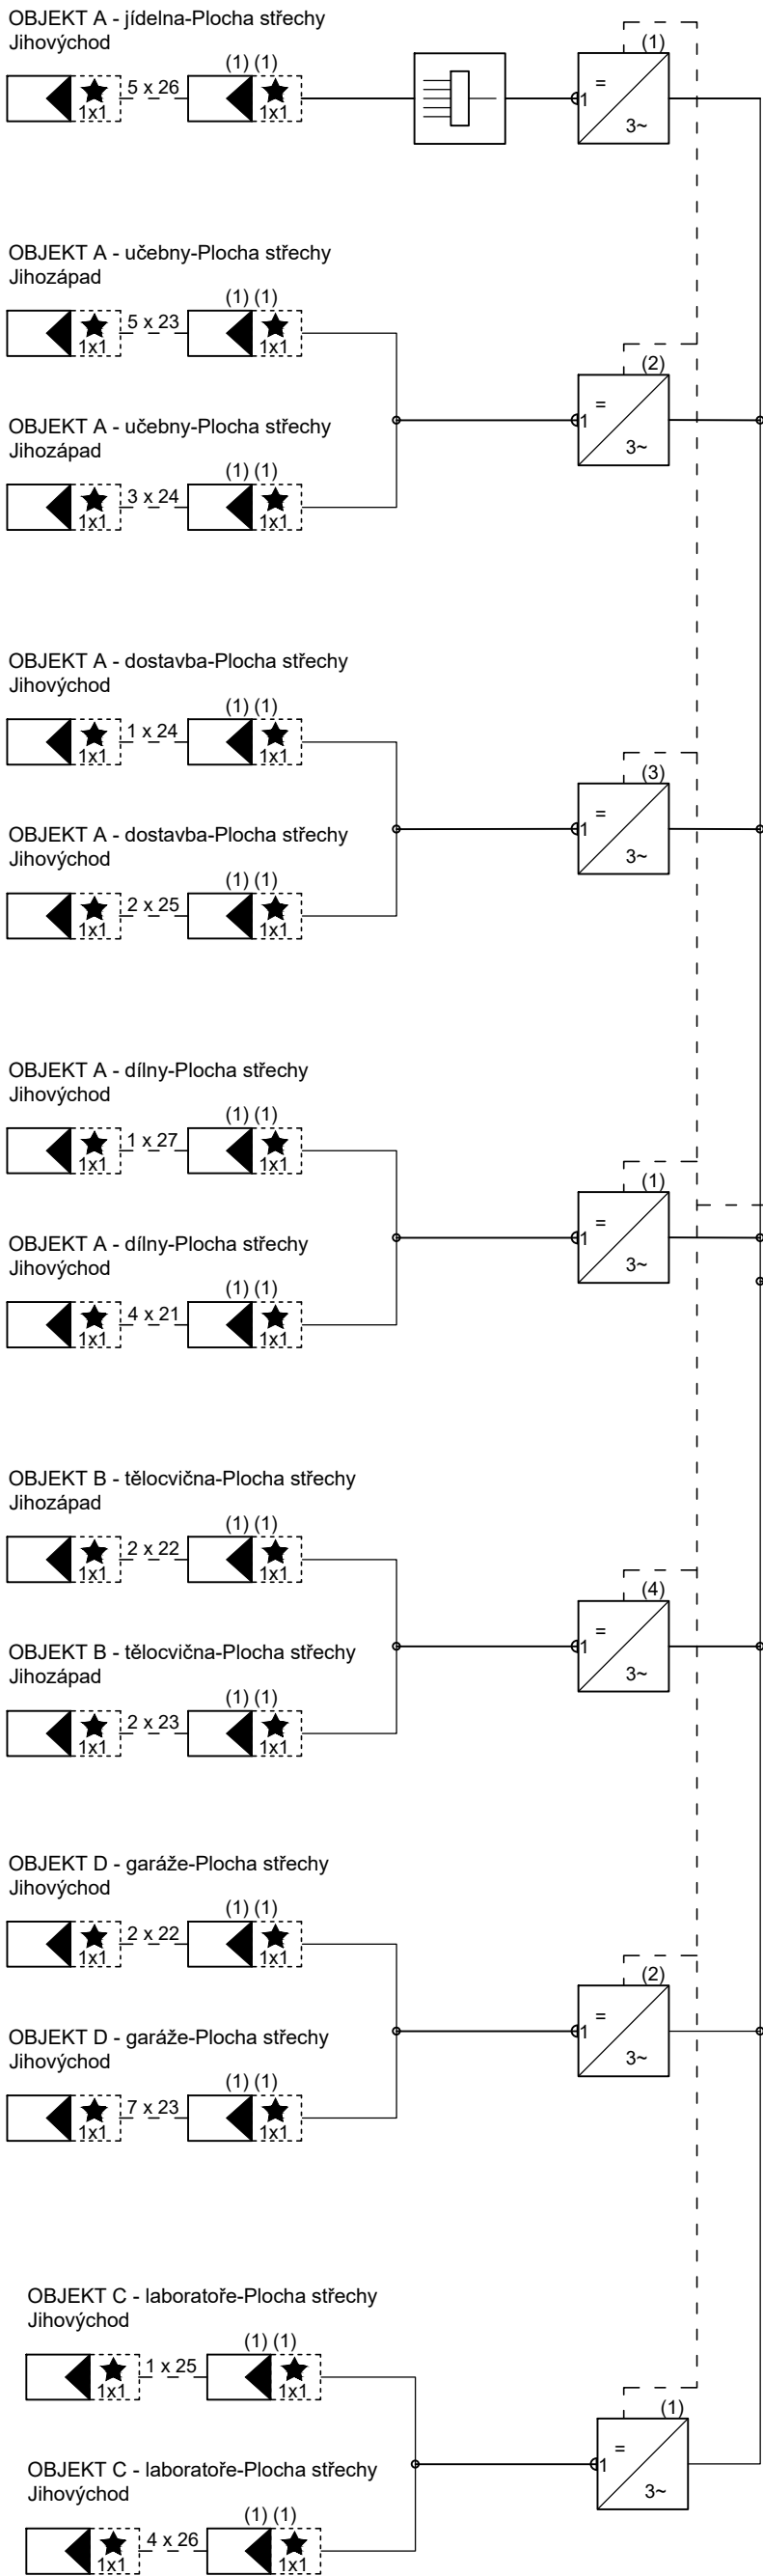 OBJEKT A - jídelna-Plocha střechy
Jihovýchod
(1) (1)
(1)
5 x 26
1x1
1x1
1
=
3~
OBJEKT A - učebny-Plocha střechy
Jihozápad
(1) (1)
5 x 23
1x1
1x1
(2)
1
=
3~
OBJEKT A - učebny-Plocha střechy
Jihozápad
(1) (1)
3 x 24
1x1
1x1
OBJEKT A - dostavba-Plocha střechy
Jihovýchod
(1) (1)
1 x 24
1x1
1x1
(3)
1
=
3~
OBJEKT A - dostavba-Plocha střechy
Jihovýchod
(1) (1)
2 x 25
1x1
1x1
OBJEKT A - dílny-Plocha střechy
Jihovýchod
(1) (1)
1 x 27
1x1
1x1
(1)
1
=
3~
OBJEKT A - dílny-Plocha střechy
Jihovýchod
(1) (1)
4 x 21
1x1
1x1
OBJEKT B - tělocvična-Plocha střechy
Jihozápad
(1) (1)
2 x 22
1x1
1x1
(4)
1
=
3~
OBJEKT B - tělocvična-Plocha střechy
Jihozápad
(1) (1)
2 x 23
1x1
1x1
OBJEKT D - garáže-Plocha střechy
Jihovýchod
(1) (1)
2 x 22
1x1
1x1
(2)
1
=
3~
OBJEKT D - garáže-Plocha střechy
Jihovýchod
(1) (1)
7 x 23
1x1
1x1
OBJEKT C - laboratoře-Plocha střechy
Jihovýchod
(1) (1)
1 x 25
1x1
1x1
(1)
1
=
3~
OBJEKT C - laboratoře-Plocha střechy
Jihovýchod
(1) (1)
4 x 26
1x1
1x1